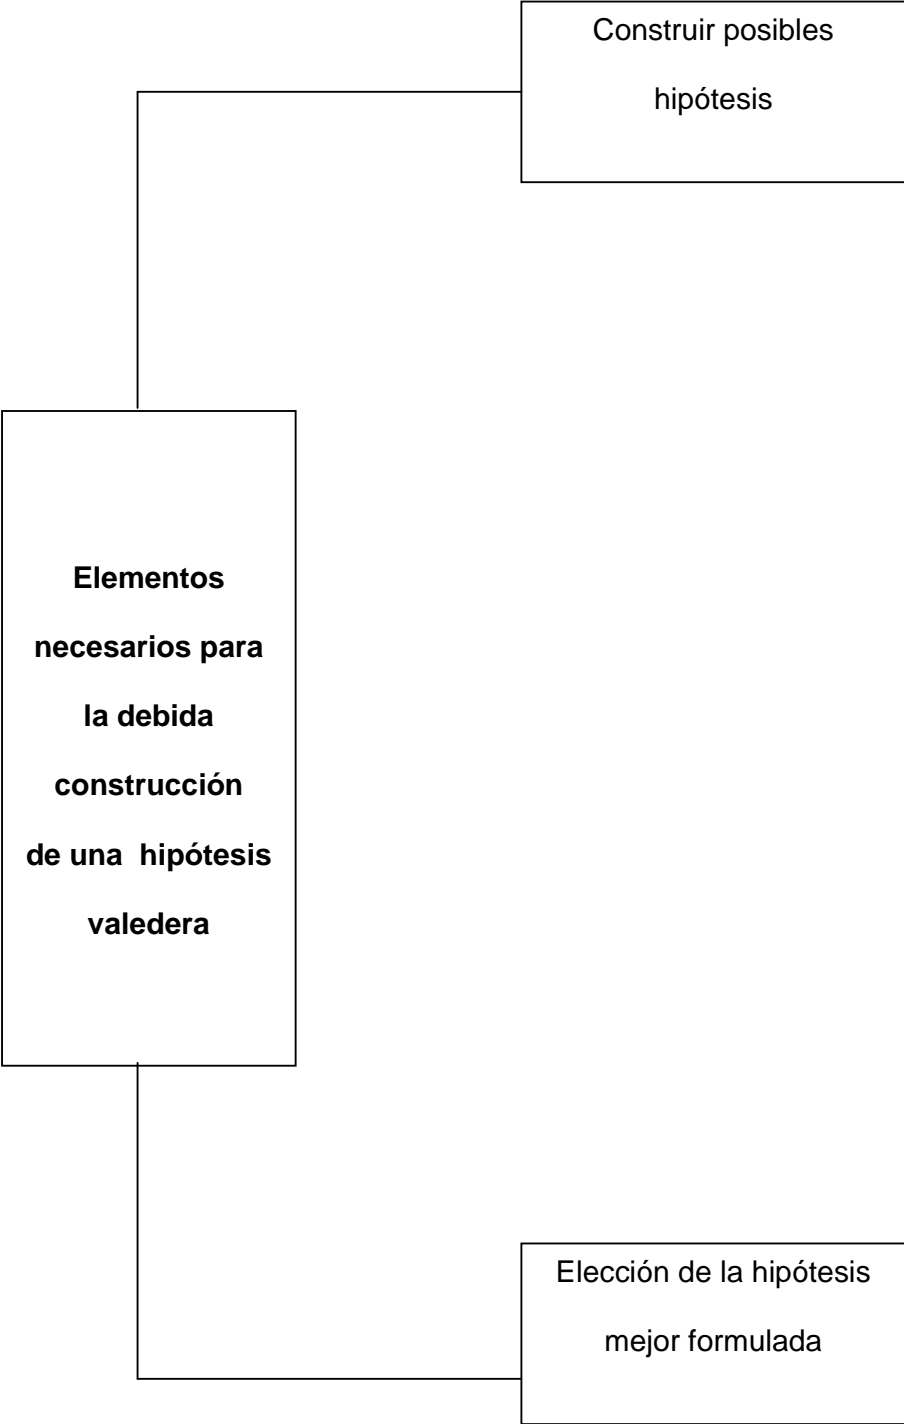 Construir posibles
hipótesis
Elementos
necesarios para
la debida
construcción
de una  hipótesis
valedera
Elección de la hipótesis
mejor formulada